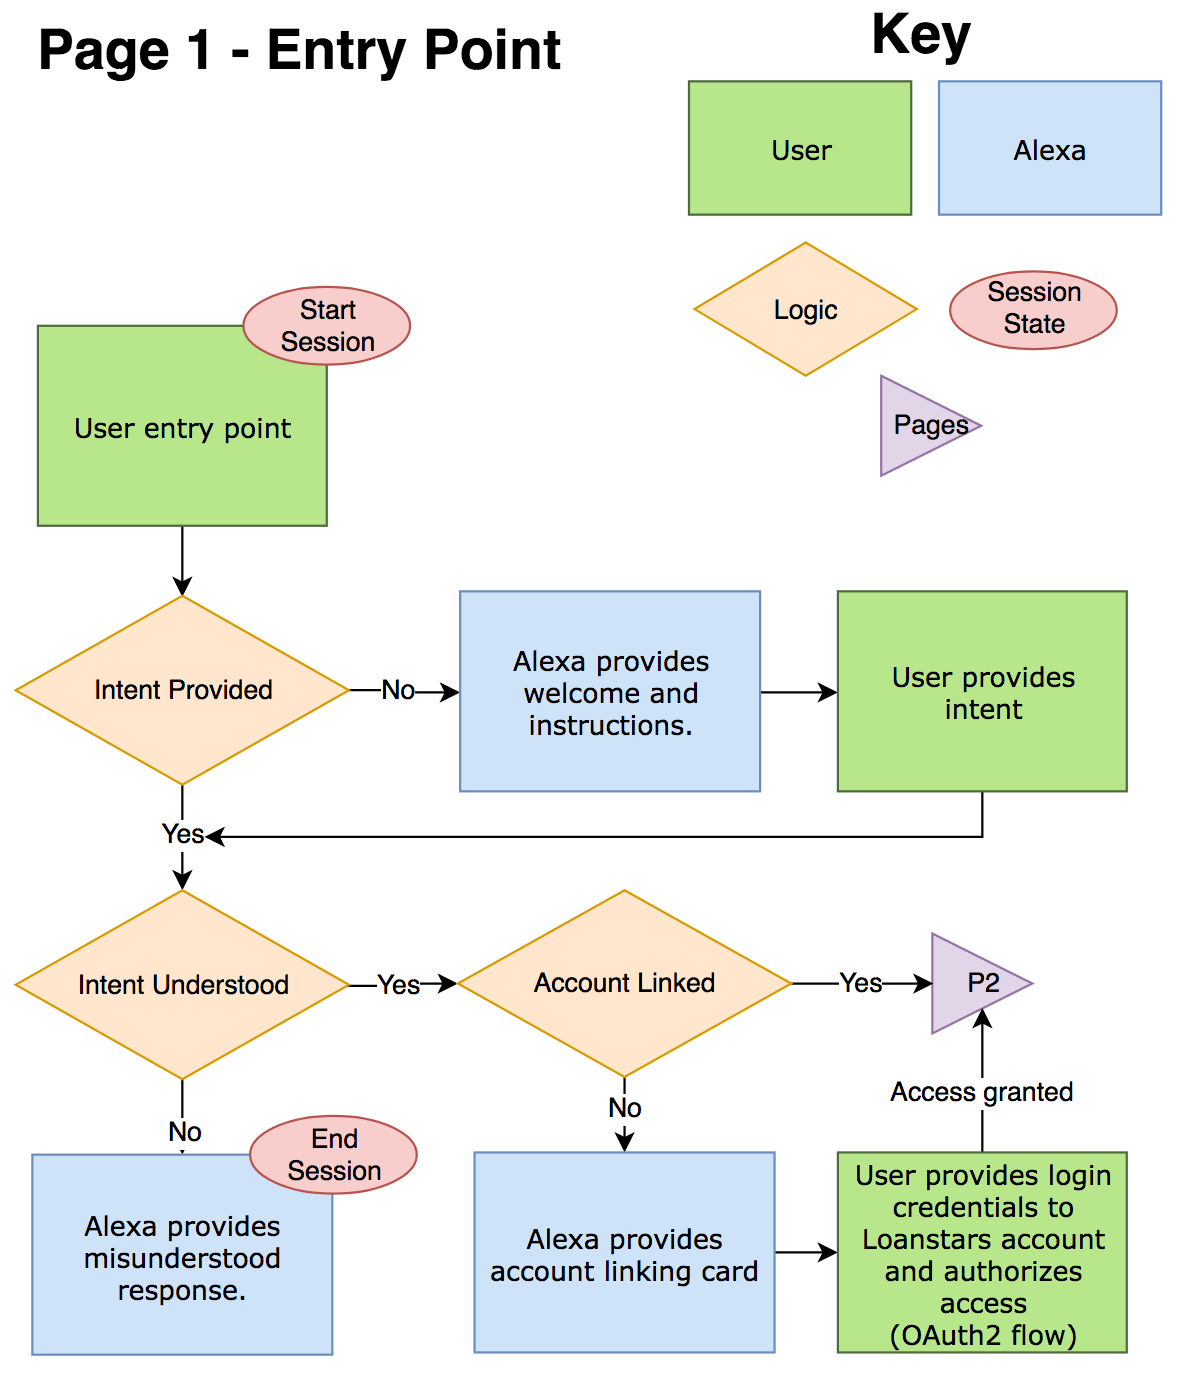 Page 1 - Entry Point
Key
User
Alexa
Logic
Session
State
Pages
Start
Session
User entry point
Intent Provided
No
Alexa provides
welcome and
instructions.
User provides
intent
Yes
Intent Understood
Yes
Account Linked
Yes
P2
No
End
Session
Alexa provides
misunderstood
response.
No
Alexa provides
account linking card
Access granted
User provides login
credentials to
Loanstars account
and authorizes
access
(OAuth2 flow)